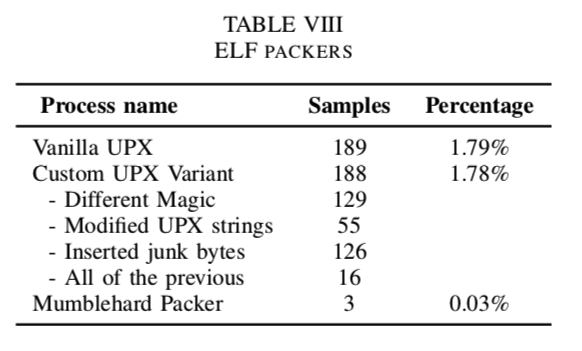 TABLE VIII
ELF PACKERS
Process name Samples Percentage
Vanilla UPX 189 1.79%
Custom UPX Variant 188 1.78%
- Different Magic 129
- Modified UPX strings 55
- Inserted junk bytes 126
- All of the previous 16
Mumblehard Packer 3 0.03%